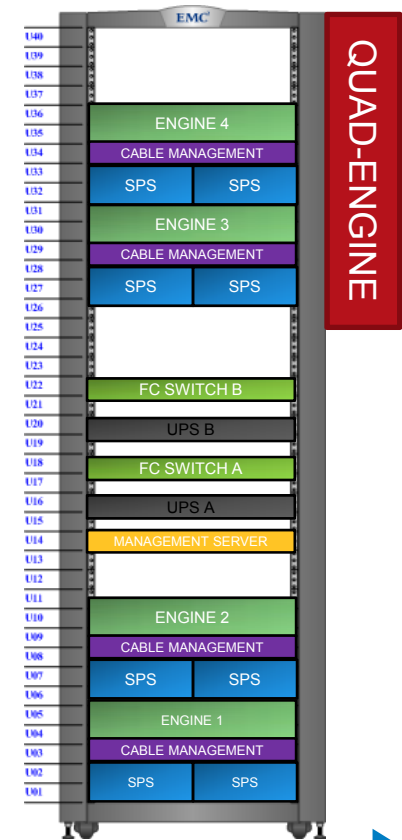 EMC²
QUAD-ENGINE
U40
U39
U38
U37
U36
ENGINE 4
U35
U34
CABLE MANAGEMENT
U33
SPS SPS
U32
U31
ENGINE 3
U30
U29
CABLE MANAGEMENT
U28
SPS SPS
U27
U26
U25
U24
U23
U22
FC SWITCH B
U21
U20
UPS B
U19
U18
FC SWITCH A
U17
U16
UPS A
U15
U14
MANAGEMENT SERVER
U13
U12
U11
U10
ENGINE 2
U09
CABLE MANAGEMENT
U08
U07
SPS SPS
U06
U05
ENGINE 1
U04
U03
CABLE MANAGEMENT
U02
SPS SPS
U01